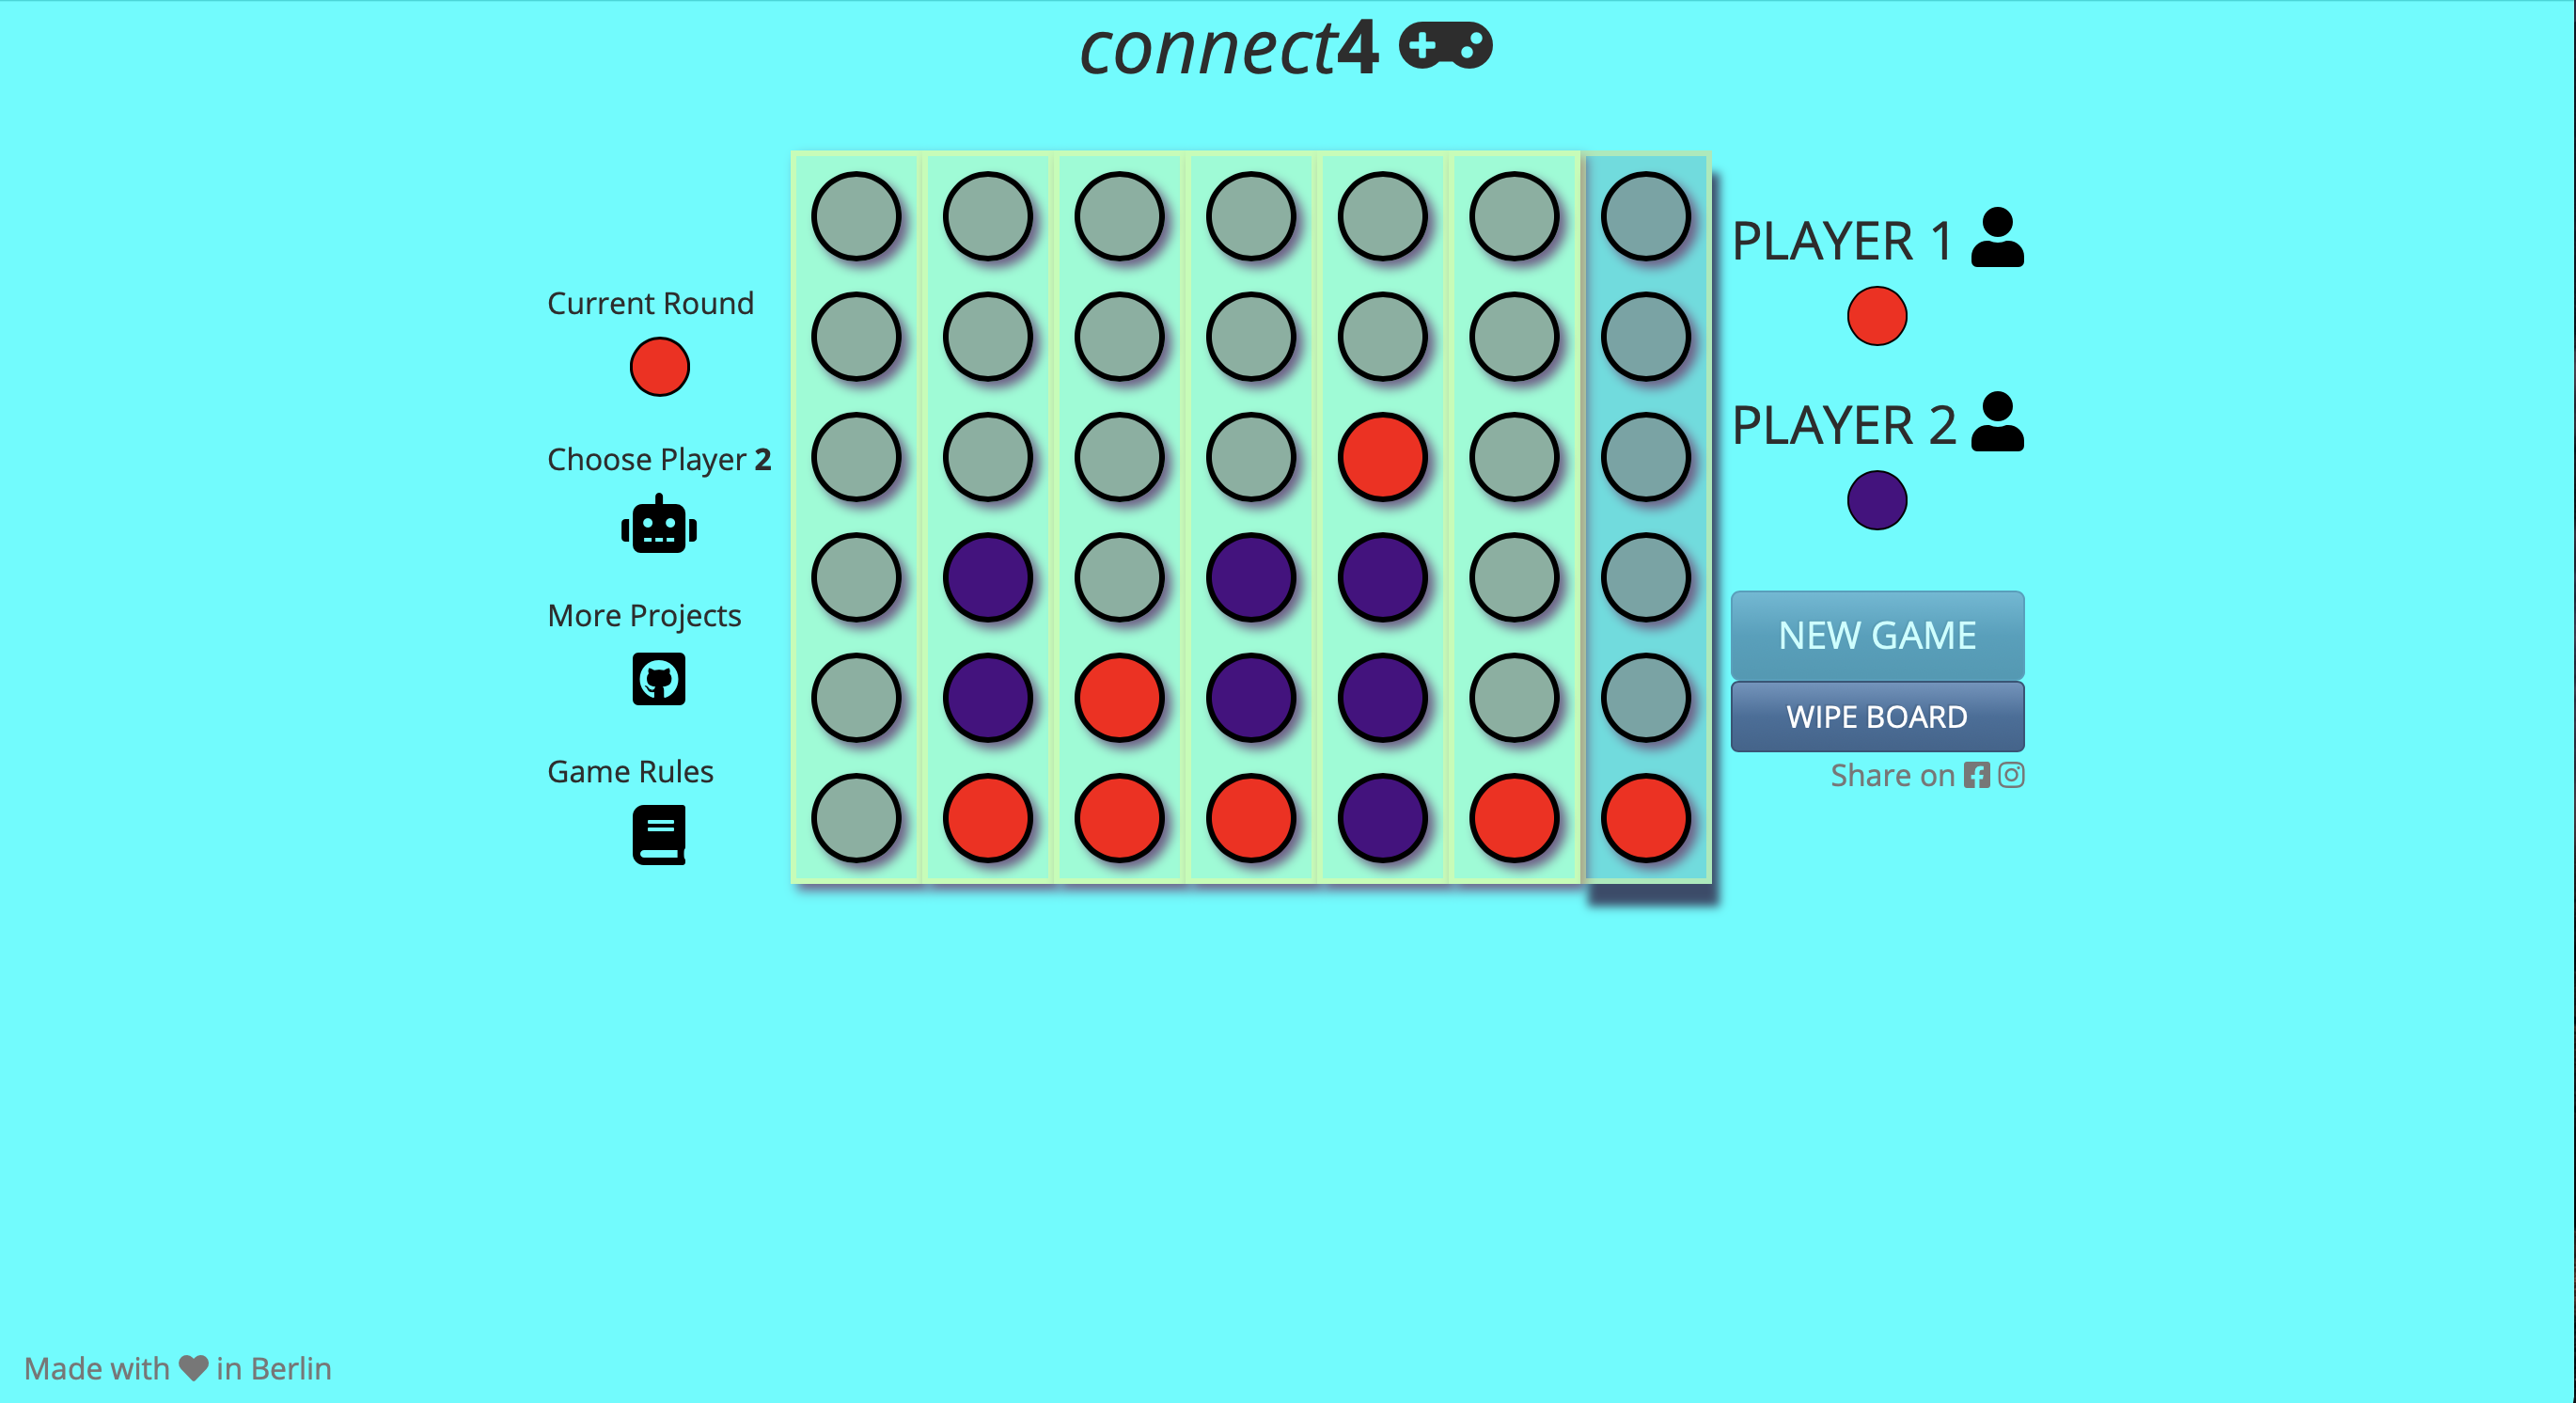 connect4
Current Round
Choose Player 2
More Projects
Game Rules
PLAYER 1
PLAYER 2
NEW GAME
WIPE BOARD
Share on
Made with in Berlin